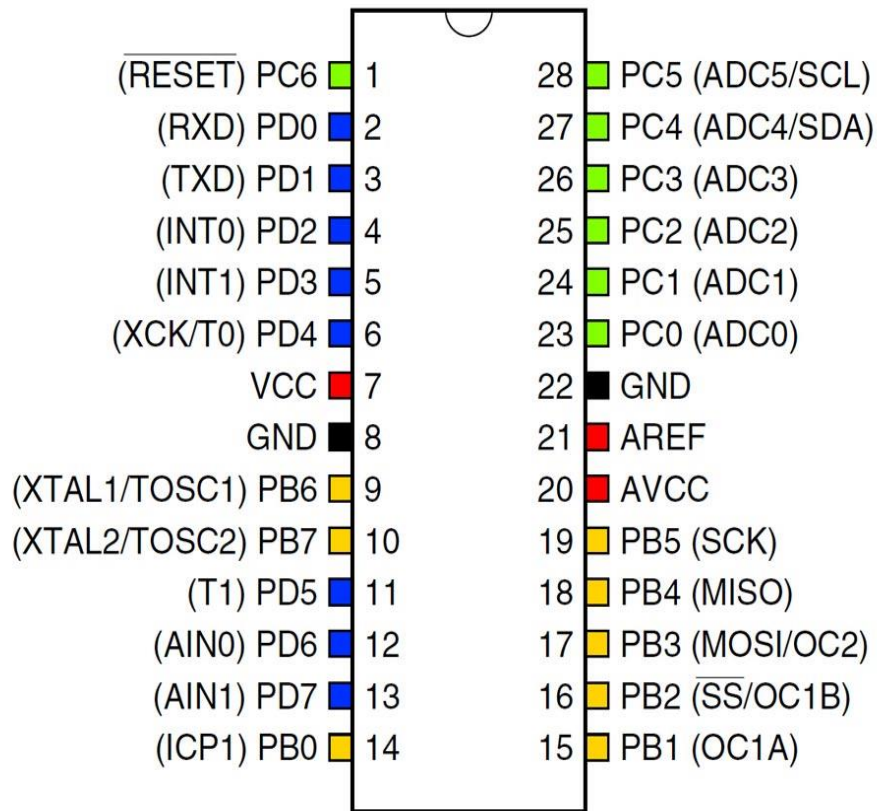 (RESET) PC6 1 28 PC5 (ADC5/SCL)
(RXD) PD0 2 27 PC4 (ADC4/SDA)
(TXD) PD1 3 26 PC3 (ADC3)
(INT0) PD2 4 25 PC2 (ADC2)
(INT1) PD3 5 24 PC1 (ADC1)
(XCK/T0) PD4 6 23 PC0 (ADC0)
VCC 7 22 GND
GND 8 21 AREF
(XTAL1/TOSC1) PB6 9 20 AVCC
(XTAL2/TOSC2) PB7 10 19 PB5 (SCK)
(T1) PD5 11 18 PB4 (MISO)
(AIN0) PD6 12 17 PB3 (MOSI/OC2)
(AIN1) PD7 13 16 PB2 (SS/OC1B)
(ICP1) PB0 14 15 PB1 (OC1A)